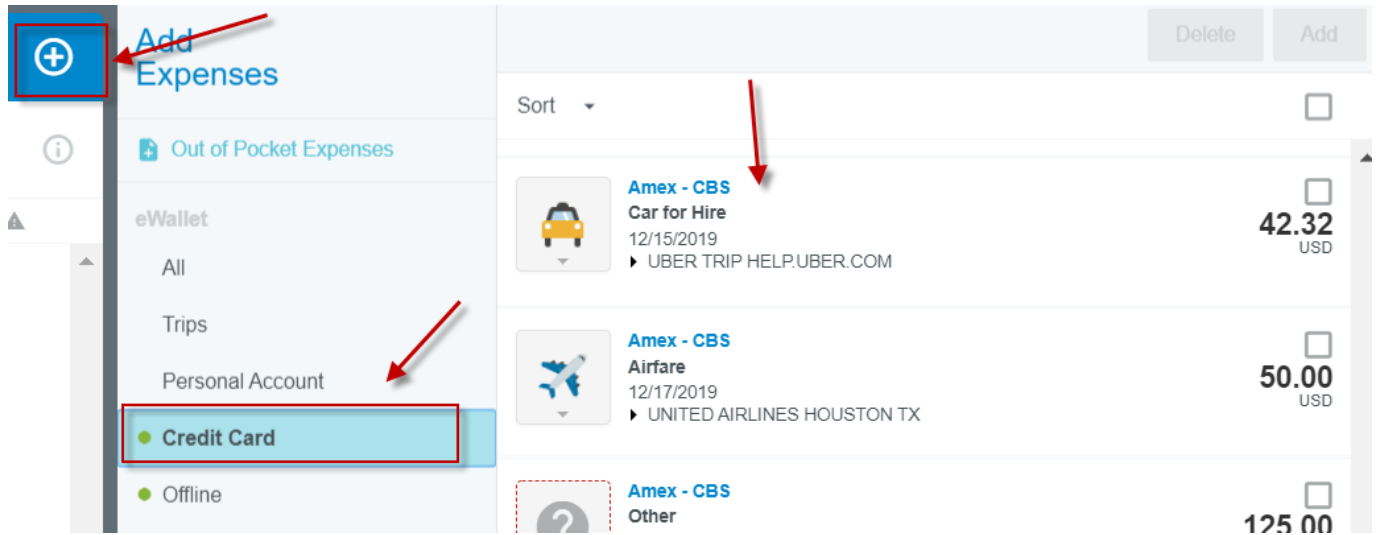 Add
Expenses
Delete
Add
Sort
Out of Pocket Expenses
eWallet
All
Trips
Personal Account
Credit Card
Offline
Amex - CBS
Car for Hire
12/15/2019
UBER TRIP HELP.UBER.COM
42.32
USD
Amex - CBS
Airfare
12/17/2019
UNITED AIRLINES HOUSTON TX
50.00
USD
Amex - CBS
Other
125.00